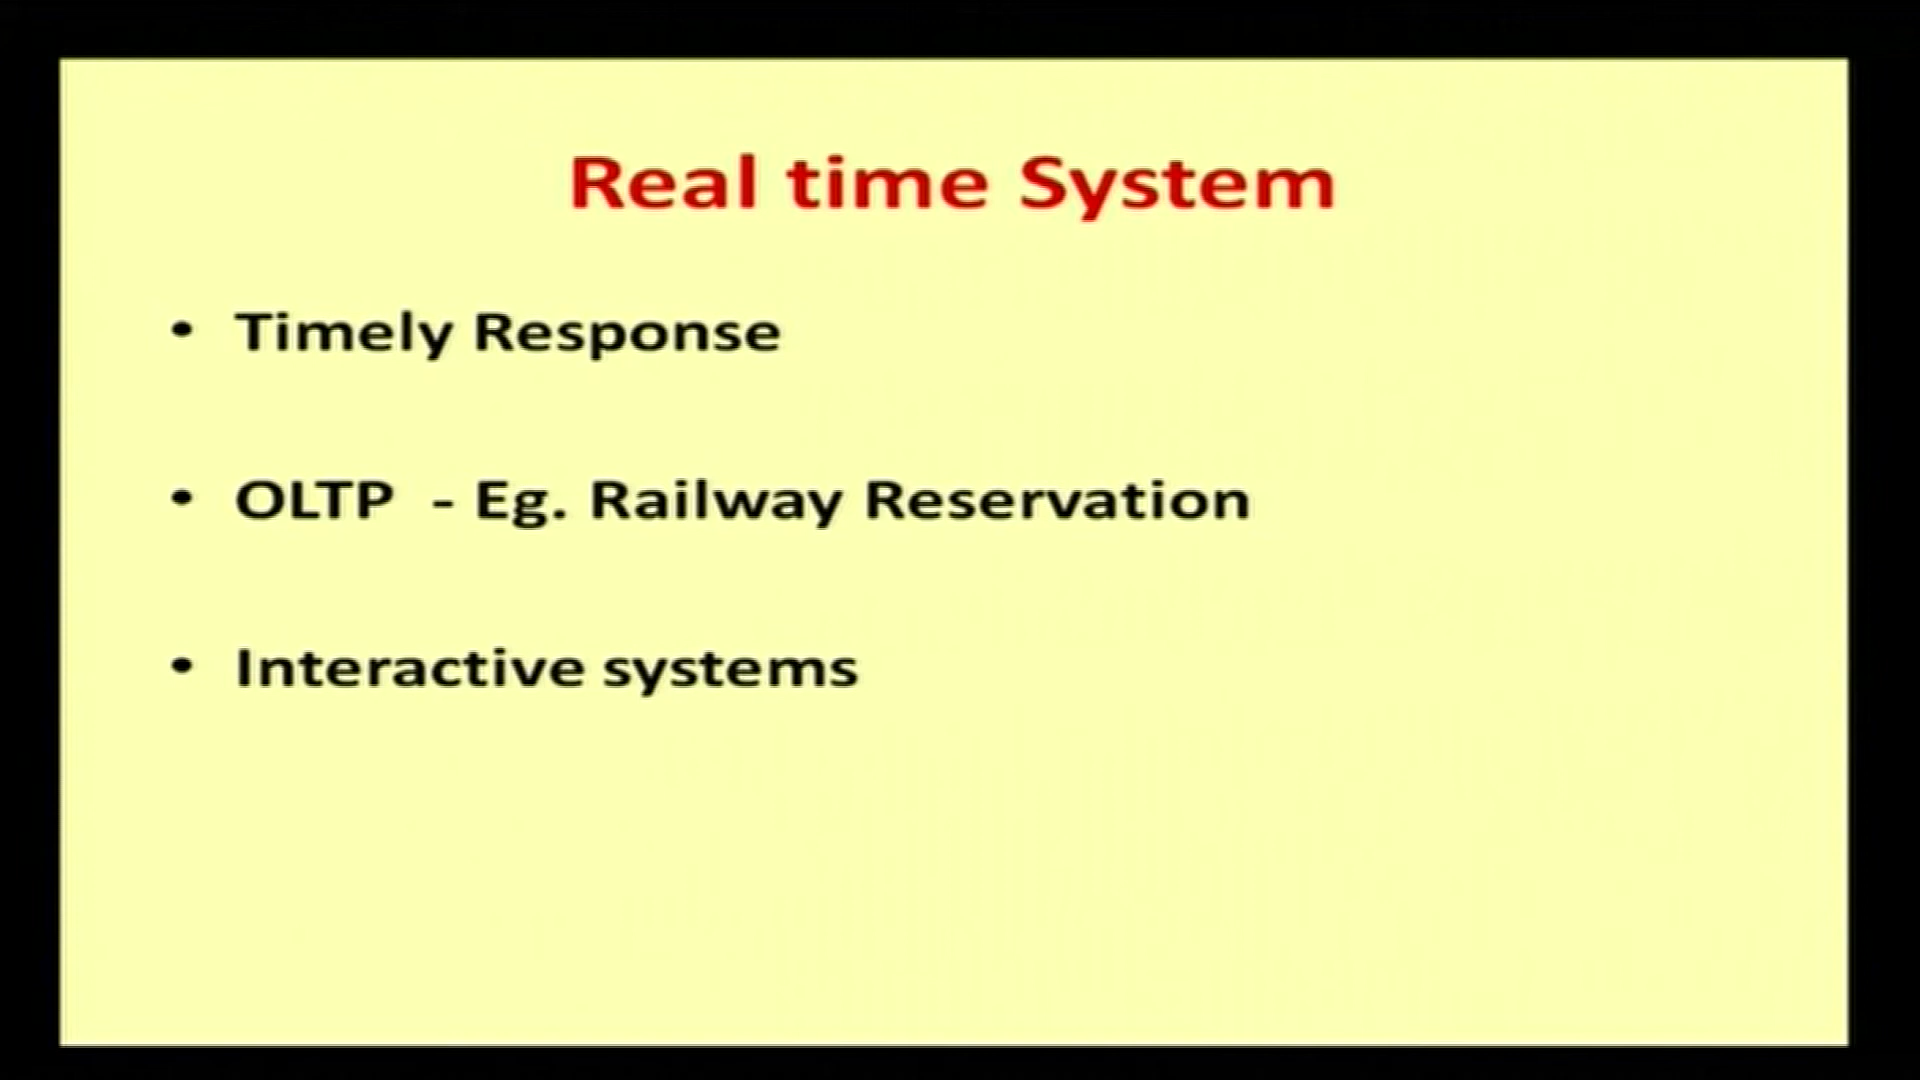 Real time System
• Timely Response
• OLTP - Eg. Railway Reservation
• Interactive systems